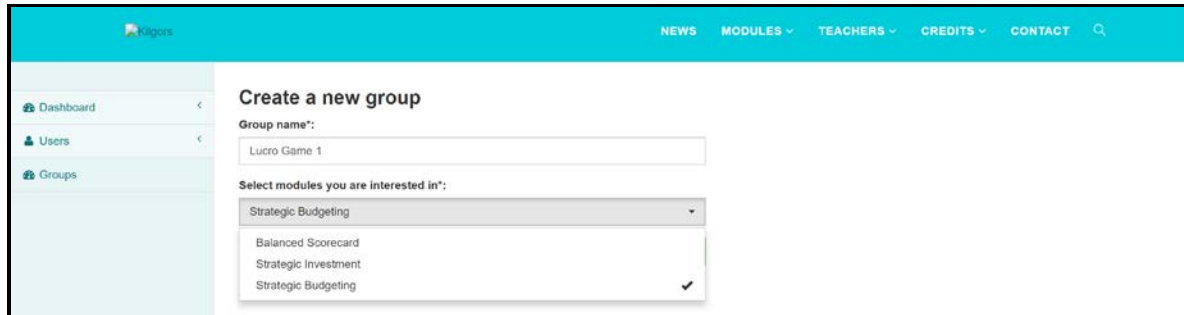 Kilgors
NEWS MODULES TEACHERS CREDITS CONTACT
Dashboard
Users
Groups
Create a new group
Group name*:
Lucro Game 1
Select modules you are interested in*:
Strategic Budgeting
Balanced Scorecard
Strategic Investment
Strategic Budgeting